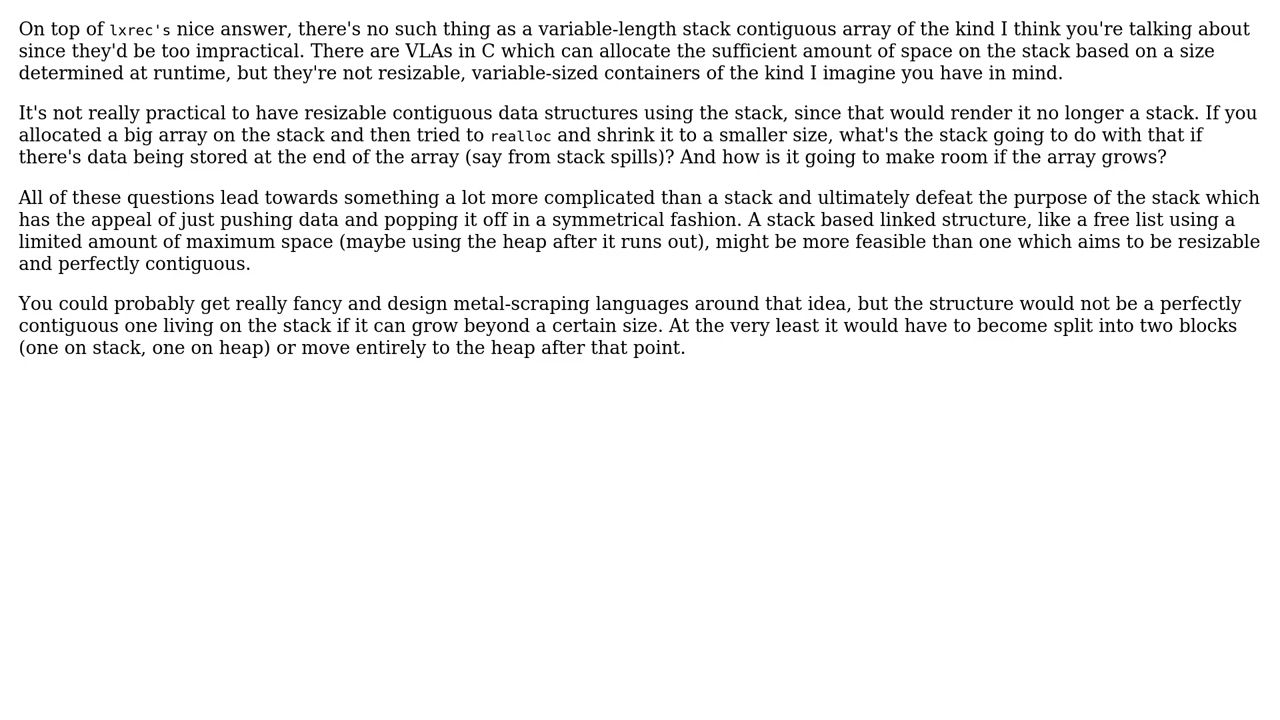 On top of lxrec's nice answer, there's no such thing as a variable-length stack contiguous array of the kind I think you're talking about
since they'd be too impractical. There are VLAs in C which can allocate the sufficient amount of space on the stack based on a size
determined at runtime, but they're not resizable, variable-sized containers of the kind I imagine you have in mind.
It's not really practical to have resizable contiguous data structures using the stack, since that would render it no longer a stack. If you
allocated a big array on the stack and then tried to realloc and shrink it to a smaller size, what's the stack going to do with that if
there's data being stored at the end of the array (say from stack spills)? And how is it going to make room if the array grows?
All of these questions lead towards something a lot more complicated than a stack and ultimately defeat the purpose of the stack which
has the appeal of just pushing data and popping it off in a symmetrical fashion. A stack based linked structure, like a free list using a
limited amount of maximum space (maybe using the heap after it runs out), might be more feasible than one which aims to be resizable
and perfectly contiguous.
You could probably get really fancy and design metal-scraping languages around that idea, but the structure would not be a perfectly
contiguous one living on the stack if it can grow beyond a certain size. At the very least it would have to become split into two blocks
(one on stack, one on heap) or move entirely to the heap after that point.